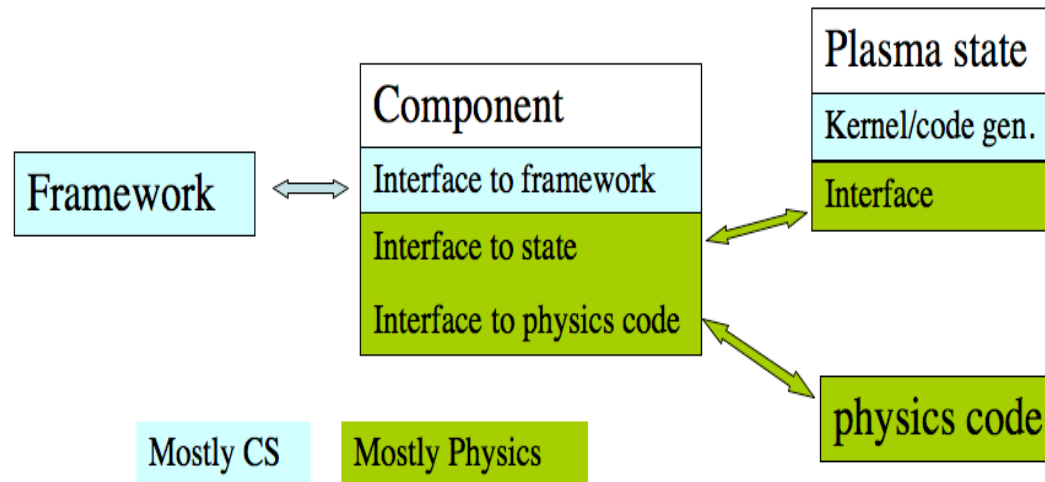 Framework
Component
Interface to framework
Interface to state
Interface to physics code
Plasma state
Kernel/code gen.
Interface
physics code
Mostly CS
Mostly Physics